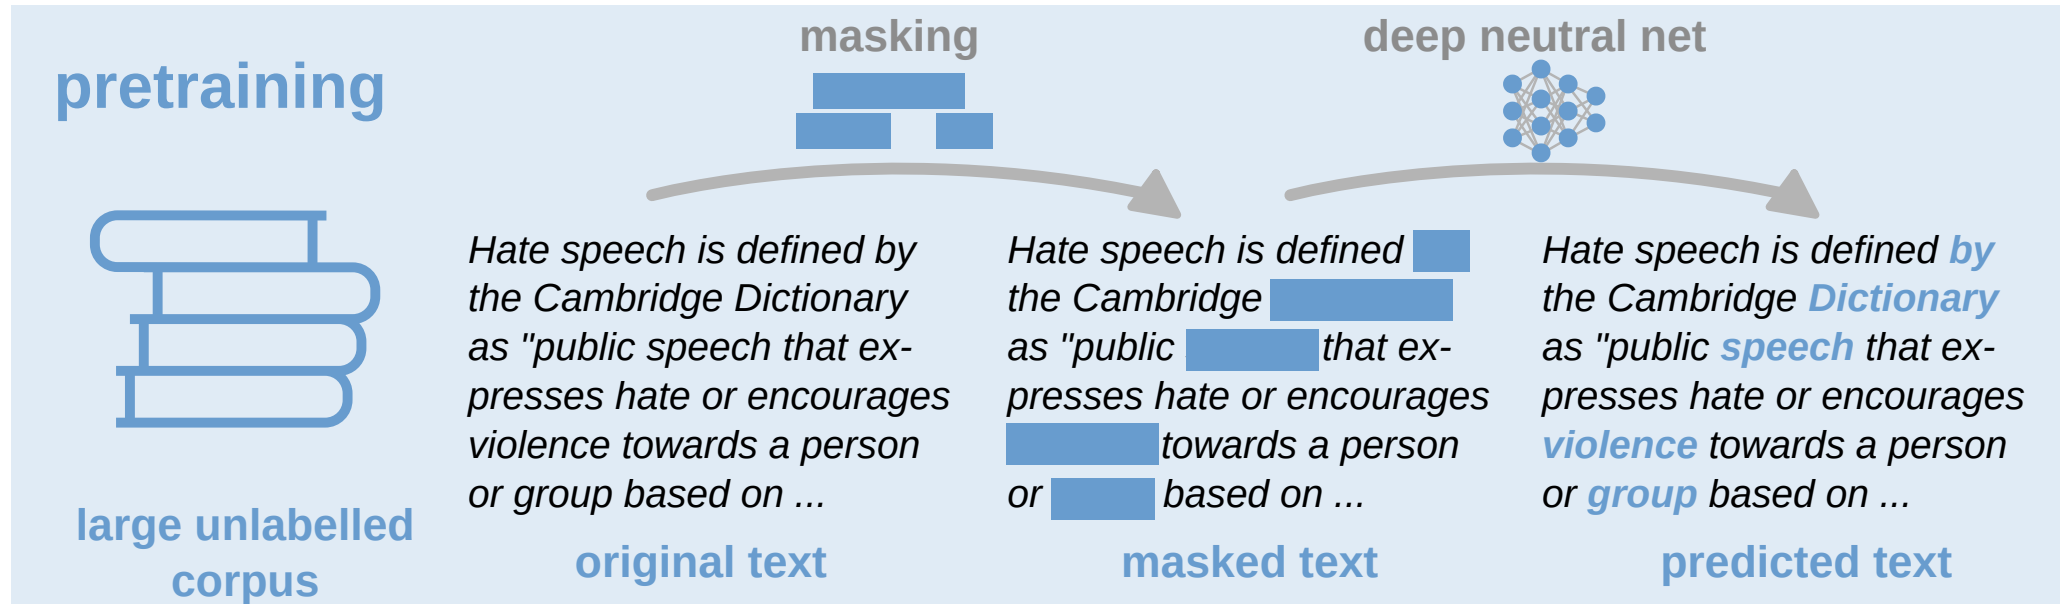 pretraining
large unlabelled
corpus
masking
deep neutral net
Hate speech is defined by
the Cambridge Dictionary
as "public speech that ex-
presses hate or encourages
violence towards a person
or group based on ...
original text
Hate speech is defined
the Cambridge
as "public that ex-
presses hate or encourages
towards a person
or based on ...
masked text
Hate speech is defined by
the Cambridge Dictionary
as "public speech that ex-
presses hate or encourages
violence towards a person
or group based on ...
predicted text